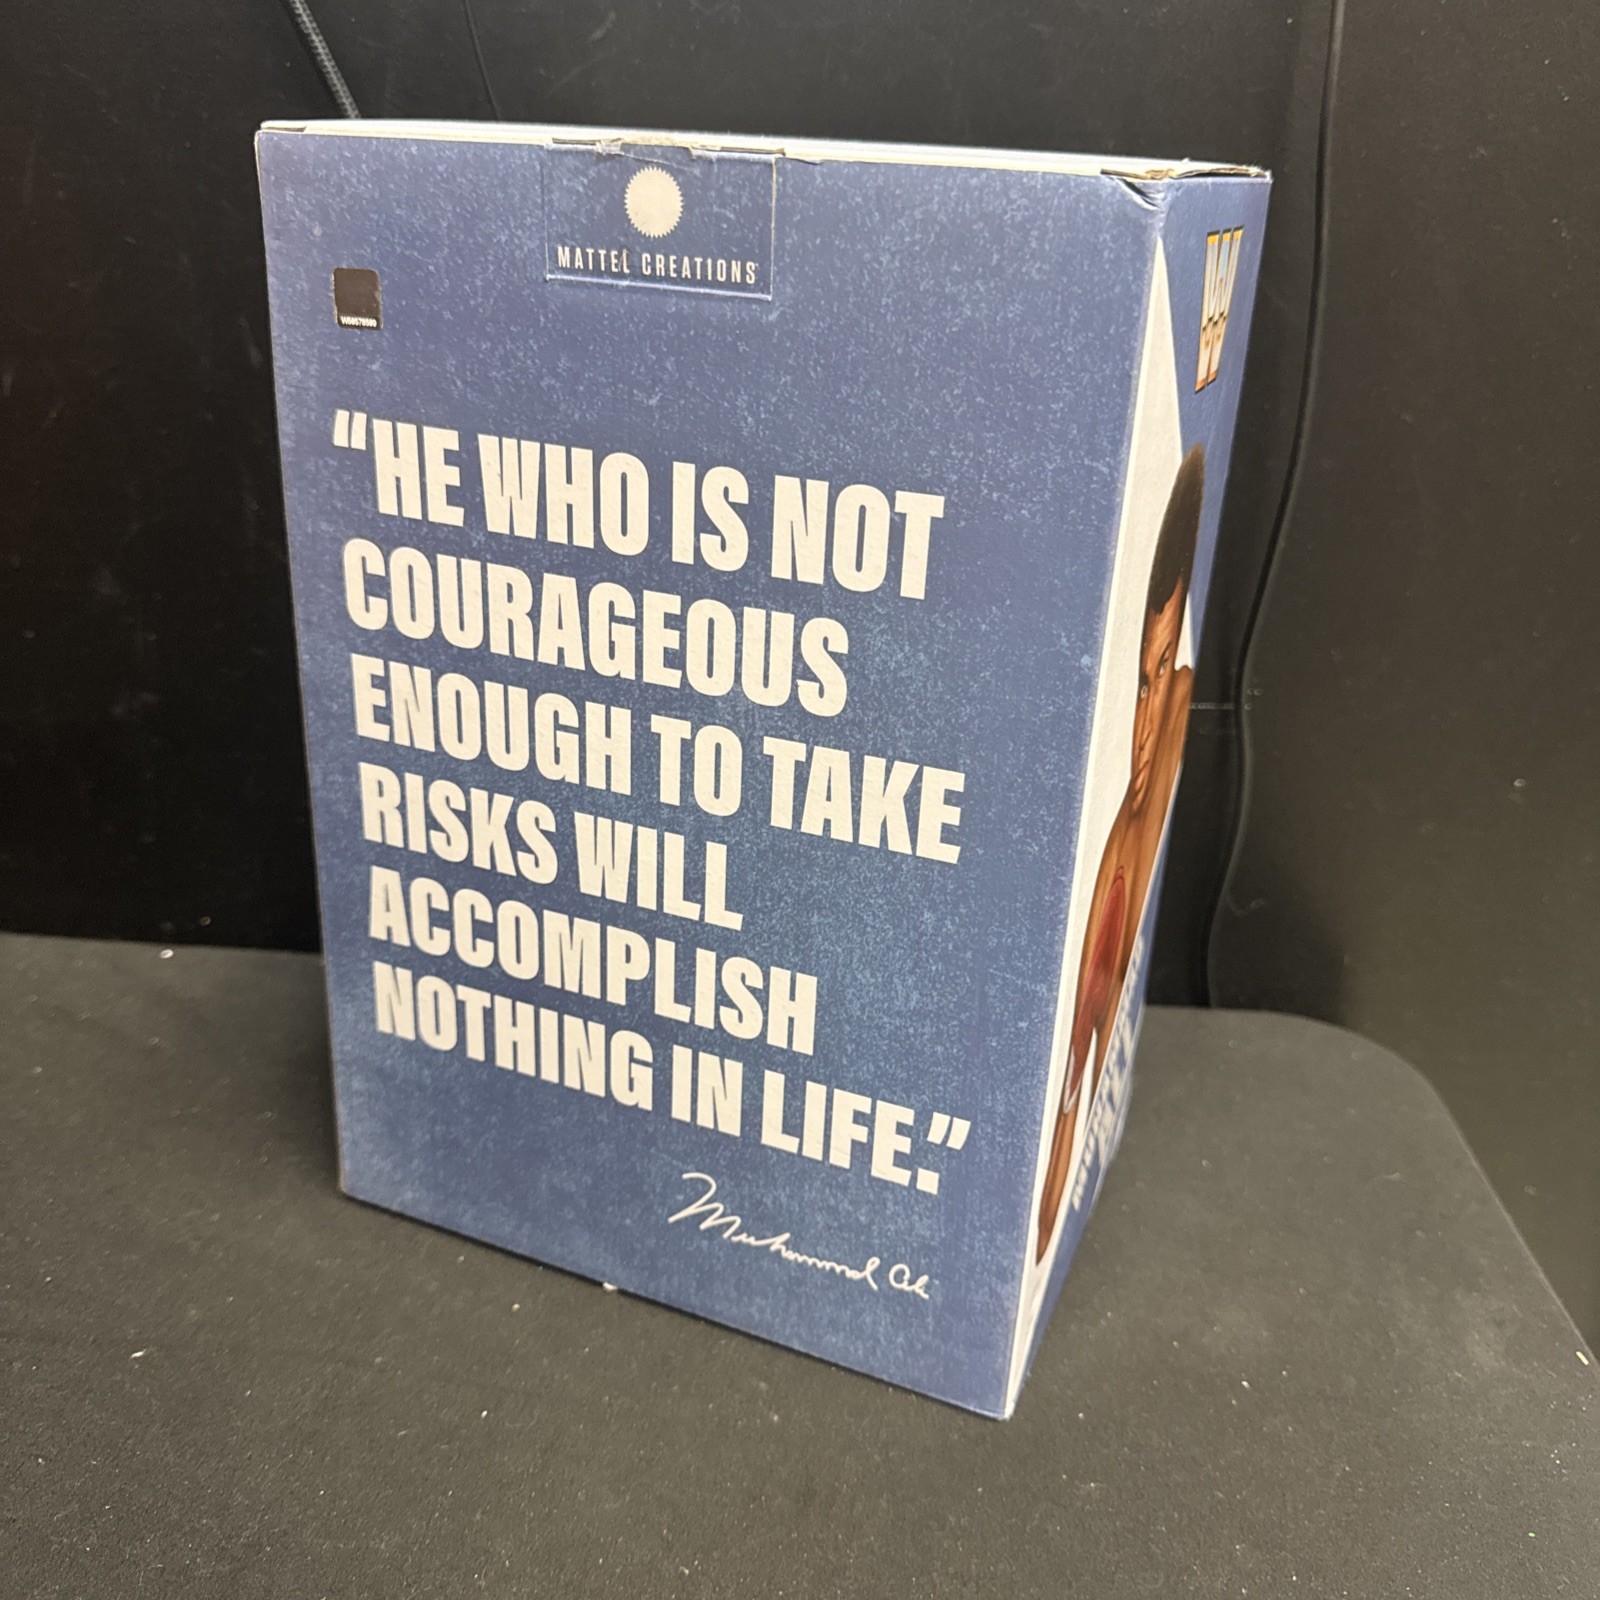 MATTEL CREATIONS
“HE WHO IS NOT
COURAGEOUS
ENOUGH TO TAKE
RISKS WILL
ACCOMPLISH
NOTHING IN LIFE.”
Muhammad Ali